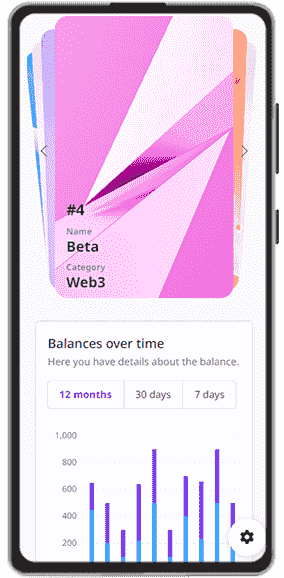 #4
Name
Beta
Category
Web3
Balances over time
Here you have details about the balance.
12 months 30 days 7 days
1,000
800
600
400
200